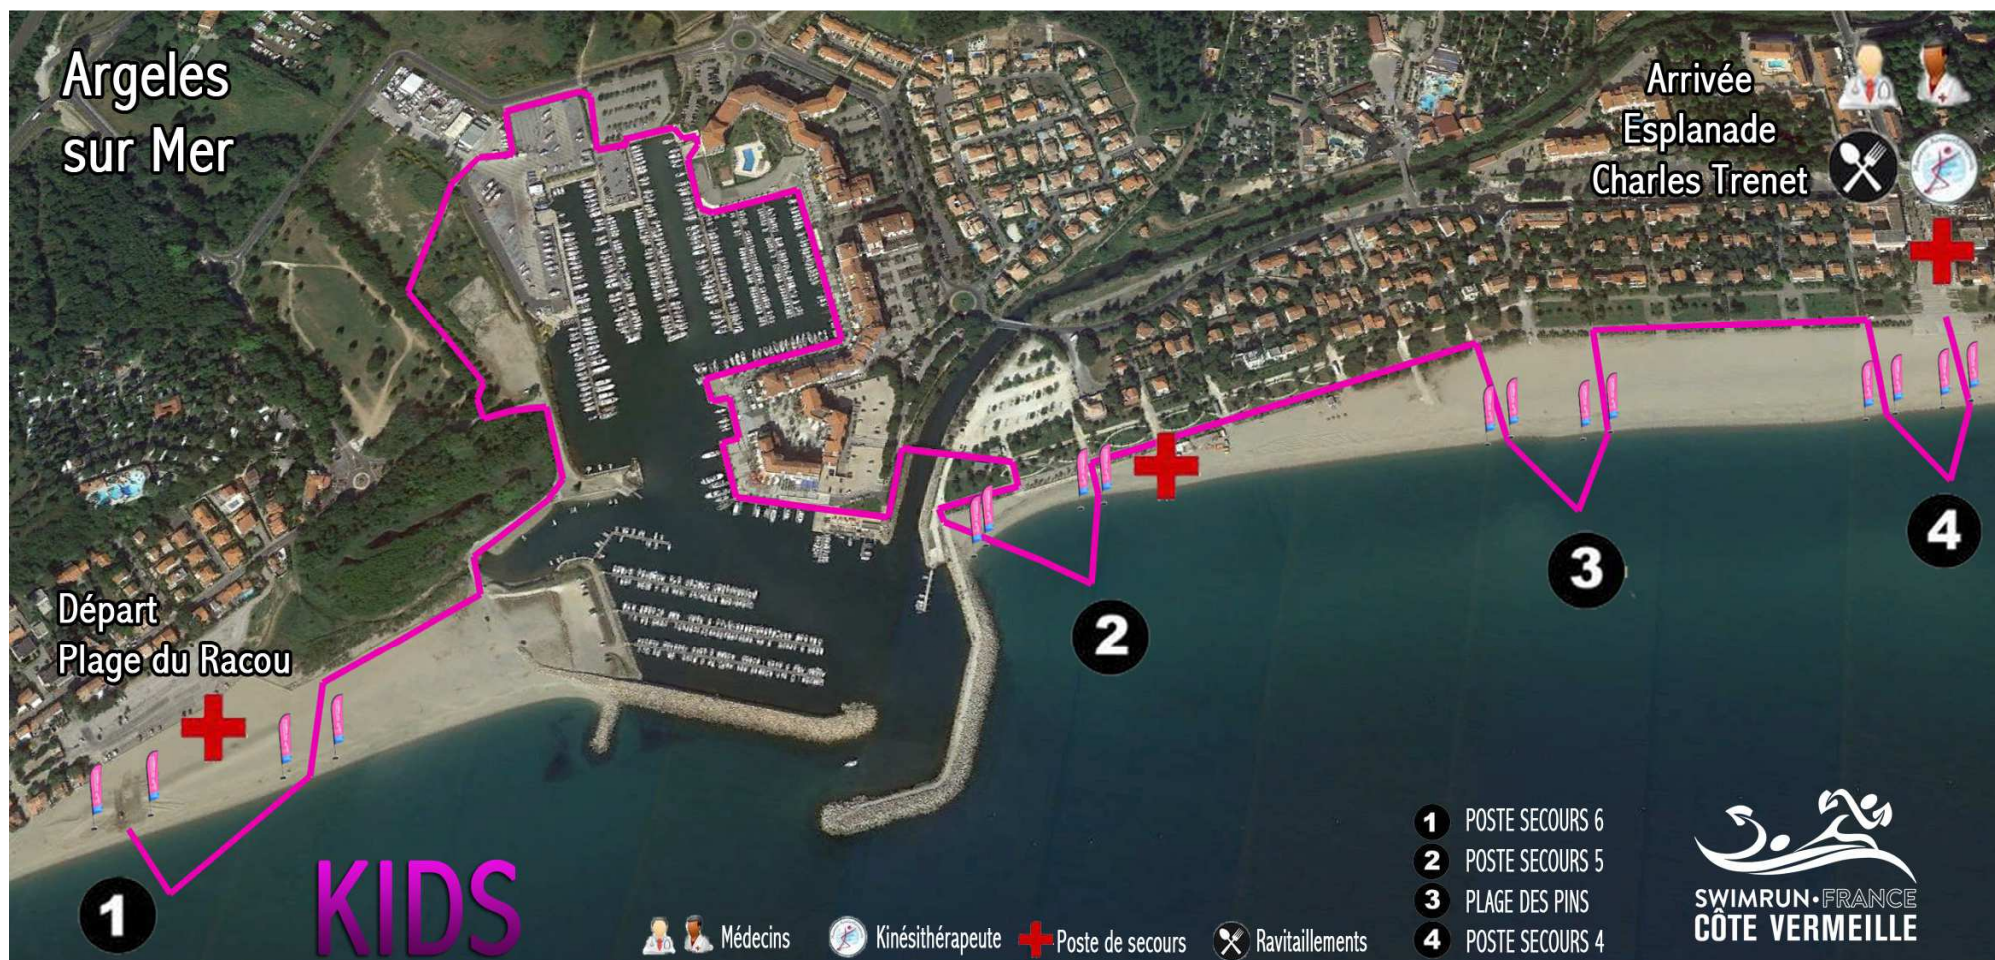 Argeles
sur Mer
Arrivée
Esplanade
Charles Trenet
Départ
Plage du Racou
1
2
3
4
KIDS
Médecins
Kinésithérapeute
Poste de secours
Ravitaillements
1 POSTE SECOURS 6
2 POSTE SECOURS 5
3 PLAGE DES PINS
4 POSTE SECOURS 4
SWIMRUN·FRANCE
CÔTE VERMEILLE